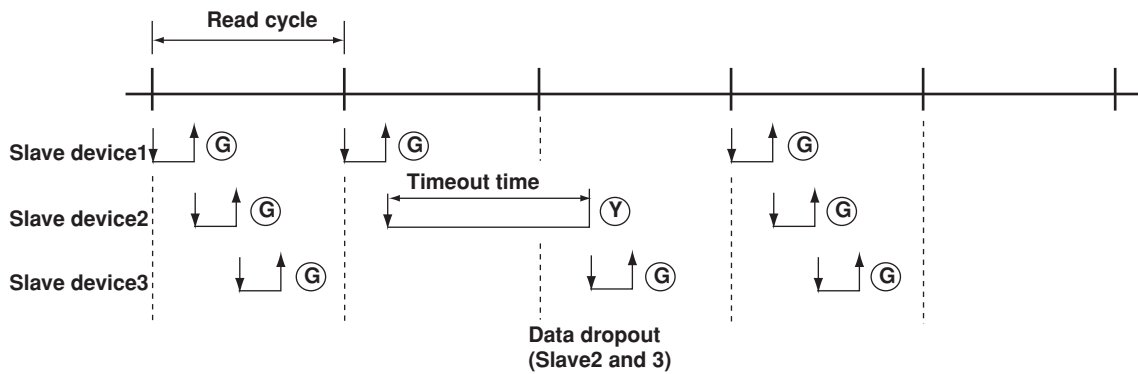 Read cycle
Slave device1 G G G
Timeout time
Slave device2 G Y G
Slave device3 G G G
Data dropout
(Slave2 and 3)